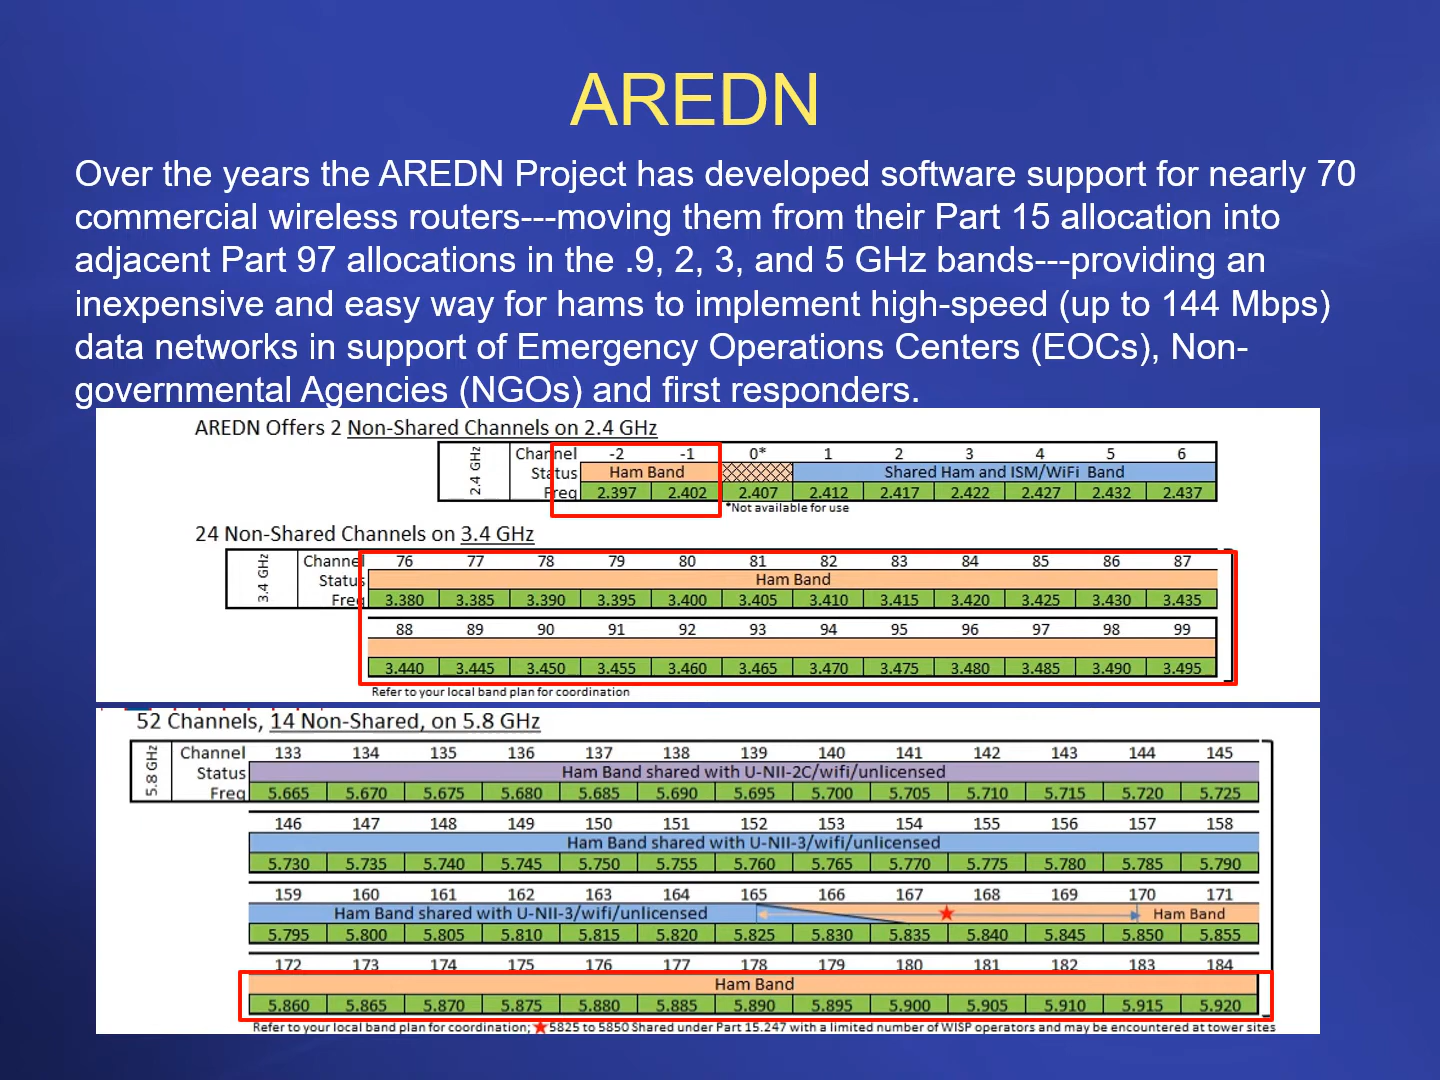 AREDN
Over the years the AREDN Project has developed software support for nearly 70
commercial wireless routers---moving them from their Part 15 allocation into
adjacent Part 97 allocations in the .9, 2, 3, and 5 GHz bands---providing an
inexpensive and easy way for hams to implement high-speed (up to 144 Mbps)
data networks in support of Emergency Operations Centers (EOCs), Non-
governmental Agencies (NGOs) and first responders.
AREDN Offers 2 Non-Shared Channels on 2.4 GHz
2.4 GHz
Channel -2 -1 0* 1 2 3 4 5 6
Status Ham Band Shared Ham and ISM/WiFi Band
Freq 2.397 2.402 2.407 2.412 2.417 2.422 2.427 2.432 2.437
*Not available for use
24 Non-Shared Channels on 3.4 GHz
3.4 GHz
Channel 76 77 78 79 80 81 82 83 84 85 86 87
Status Ham Band
Freq 3.380 3.385 3.390 3.395 3.400 3.405 3.410 3.415 3.420 3.425 3.430 3.435
88 89 90 91 92 93 94 95 96 97 98 99
3.440 3.445 3.450 3.455 3.460 3.465 3.470 3.475 3.480 3.485 3.490 3.495
Refer to your local band plan for coordination
52 Channels, 14 Non-Shared, on 5.8 GHz
5.8 GHz
Channel 133 134 135 136 137 138 139 140 141 142 143 144 145
Status Ham Band shared with U-NII-2C/wifi/unlicensed
Freq 5.665 5.670 5.675 5.680 5.685 5.690 5.695 5.700 5.705 5.710 5.715 5.720 5.725
146 147 148 149 150 151 152 153 154 155 156 157 158
Ham Band shared with U-NII-3/wifi/unlicensed
5.730 5.735 5.740 5.745 5.750 5.755 5.760 5.765 5.770 5.775 5.780 5.785 5.790
159 160 161 162 163 164 165 166 167 168 169 170 171
Ham Band shared with U-NII-3/wifi/unlicensed ★ Ham Band
5.795 5.800 5.805 5.810 5.815 5.820 5.825 5.830 5.835 5.840 5.845 5.850 5.855
172 173 174 175 176 177 178 179 180 181 182 183 184
Ham Band
5.860 5.865 5.870 5.875 5.880 5.885 5.890 5.895 5.900 5.905 5.910 5.915 5.920
Refer to your local band plan for coordination; ★5825 to 5850 Shared under Part 15.247 with a limited number of WISP operators and may be encountered at tower sites